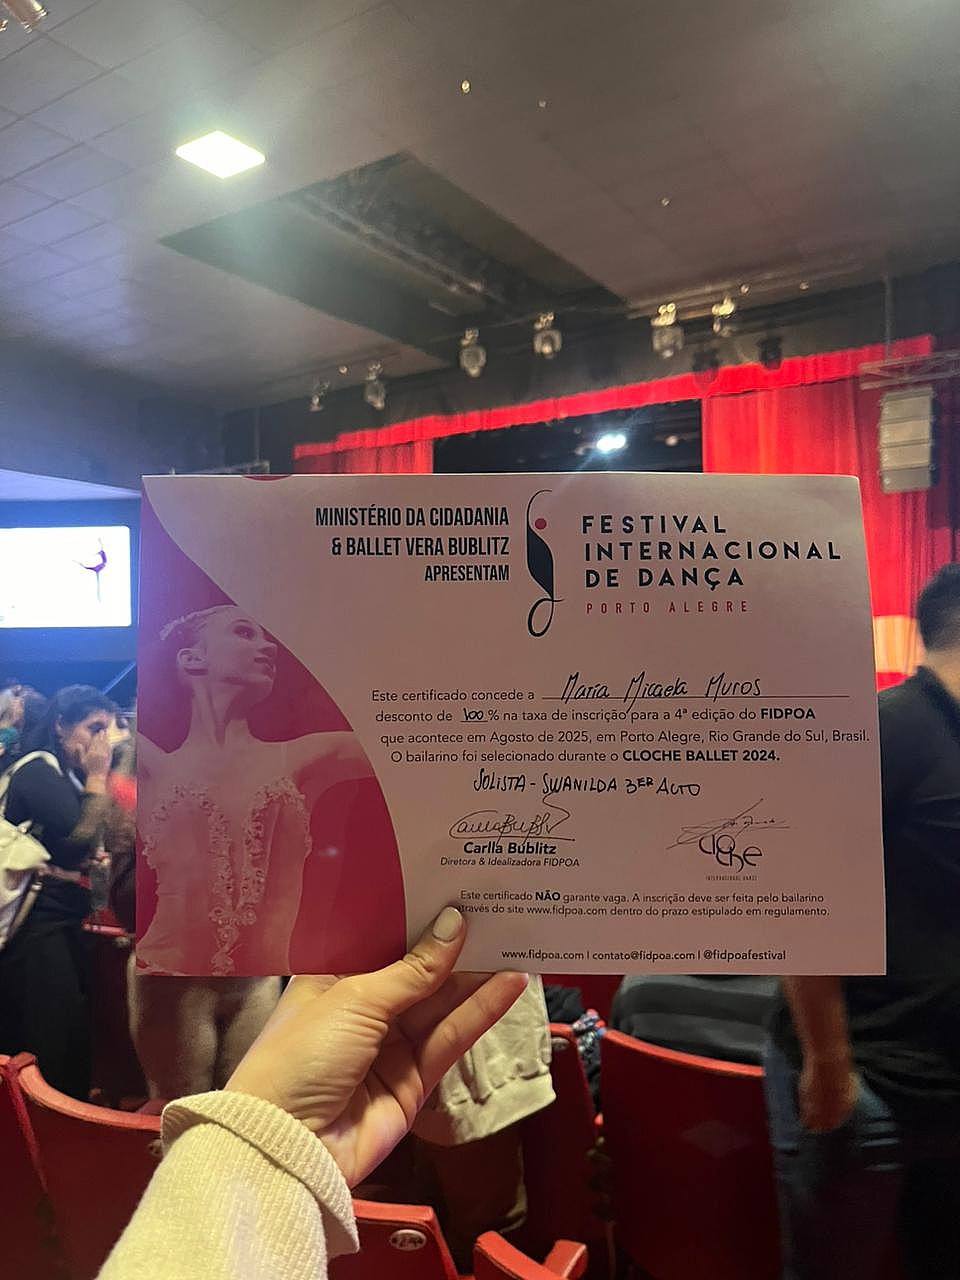 MINISTÉRIO DA CIDADANIA
& BALLET VERA BUBLITZ
APRESENTAM
FESTIVAL
INTERNACIONAL
DE DANÇA
PORTO ALEGRE
Este certificado concede a Maria Micaela Muros
desconto de 100 % na taxa de inscrição para a 4ª edição do FIDPOA
que acontece em Agosto de 2025, em Porto Alegre, Rio Grande do Sul, Brasil.
O bailarino foi selecionado durante o CLOCHE BALLET 2024.
SOLISTA - SWANILDA 3ER ACTO
Carlla Bublitz
Diretora & Idealizadora FIDPOA
cloche
INTERNACIONAL DANCE
Este certificado NÃO garante vaga. A inscrição deve ser feita pelo bailarino
através do site www.fidpoa.com dentro do prazo estipulado em regulamento.
www.fidpoa.com | contato@fidpoa.com | @fidpoafestival